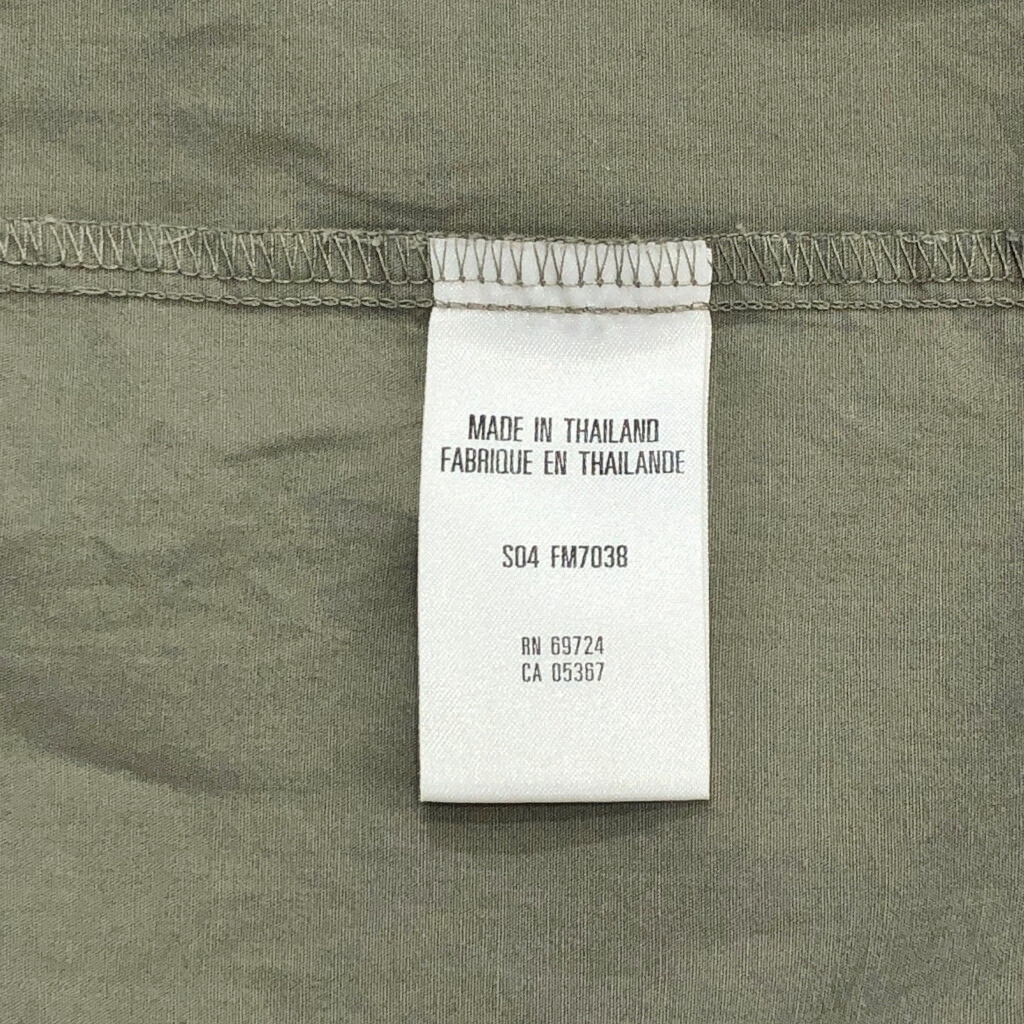 MADE IN THAILAND
FABRIQUE EN THAILANDE
S04 FM7038
RN 69724
CA 05367